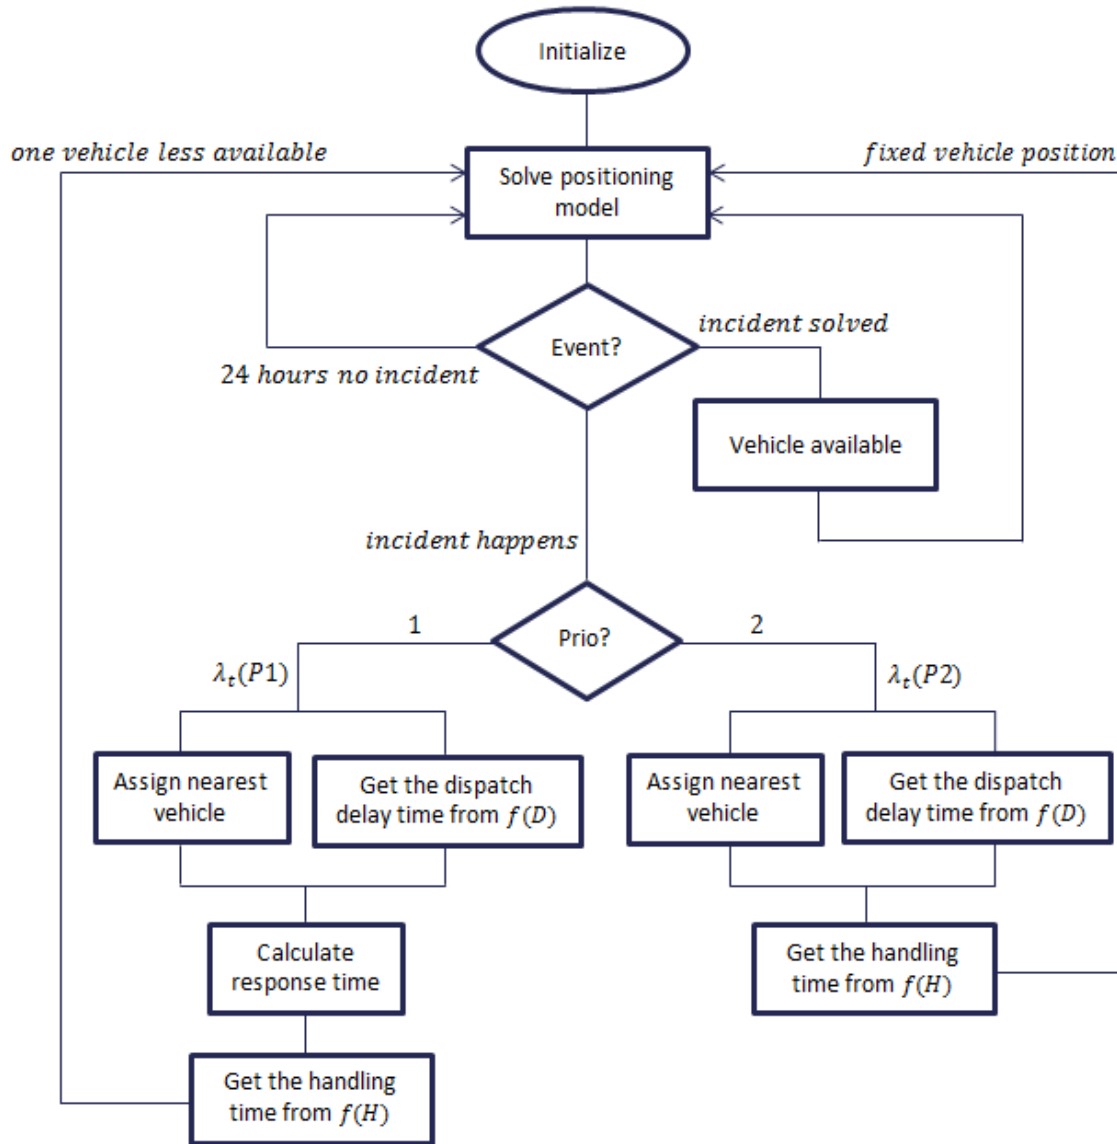 Initialize
one vehicle less available
fixed vehicle position
Solve positioning
model
Event?
incident solved
24 hours no incident
Vehicle available
incident happens
Prio?
1
2
λₜ(P1)
λₜ(P2)
Assign nearest
vehicle
Get the dispatch
delay time from f(D)
Assign nearest
vehicle
Get the dispatch
delay time from f(D)
Calculate
response time
Get the handling
time from f(H)
Get the handling
time from f(H)